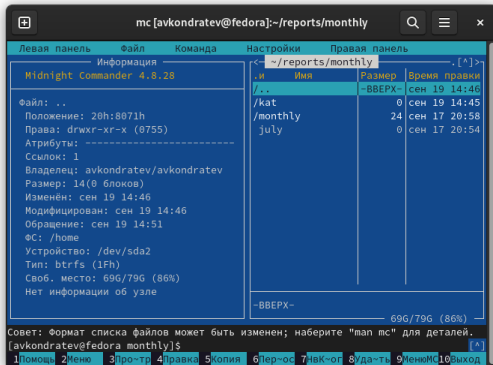 mc [avkondratev@fedora]:~/reports/monthly
Левая панель Файл Команда Настройки Правая панель
Информация
Midnight Commander 4.8.28
Файл: ..
Положение: 20h:8071h
Права: drwxr-xr-x (0755)
Атрибуты: ------------------------
Ссылок: 1
Владелец: avkondratev/avkondratev
Размер: 14(0 блоков)
Изменён: сен 19 14:46
Модифицирован: сен 19 14:46
Обращение: сен 19 14:51
ФС: /home
Устройство: /dev/sda2
Тип: btrfs (1Fh)
Своб. место: 69G/79G (86%)
Нет информации об узле
<- ~/reports/monthly .[^]>
.и Имя Размер Время правки
/.. -ВВЕРХ- сен 19 14:46
/kat 0 сен 19 14:45
/monthly 24 сен 17 20:58
july 0 сен 17 20:54
-ВВЕРХ-
69G/79G (86%)
Совет: Формат списка файлов может быть изменен; наберите "man mc" для деталей.
[avkondratev@fedora monthly]$ [^]
1Помощь 2Меню 3Про~тр 4Правка 5Копия 6Пер~ос 7НвК~ог 8Уда~ть 9МенюMC 10Выход